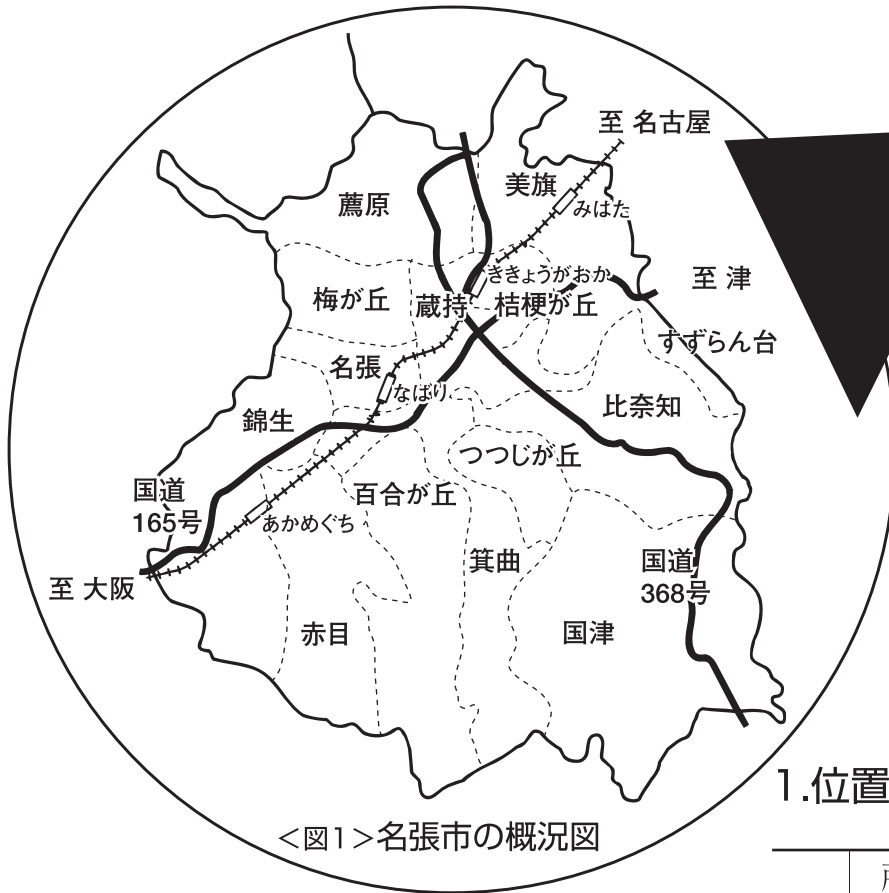 至 名古屋
美旗
薦原
みはた
ききょうがおか
至 津
梅が丘
蔵持
桔梗が丘
すずらん台
名張
なばり
比奈知
錦生
つつじが丘
国道
165号
百合が丘
あかめぐち
箕曲
国道
368号
至 大阪
赤目
国津
1.位置
＜図1＞名張市の概況図